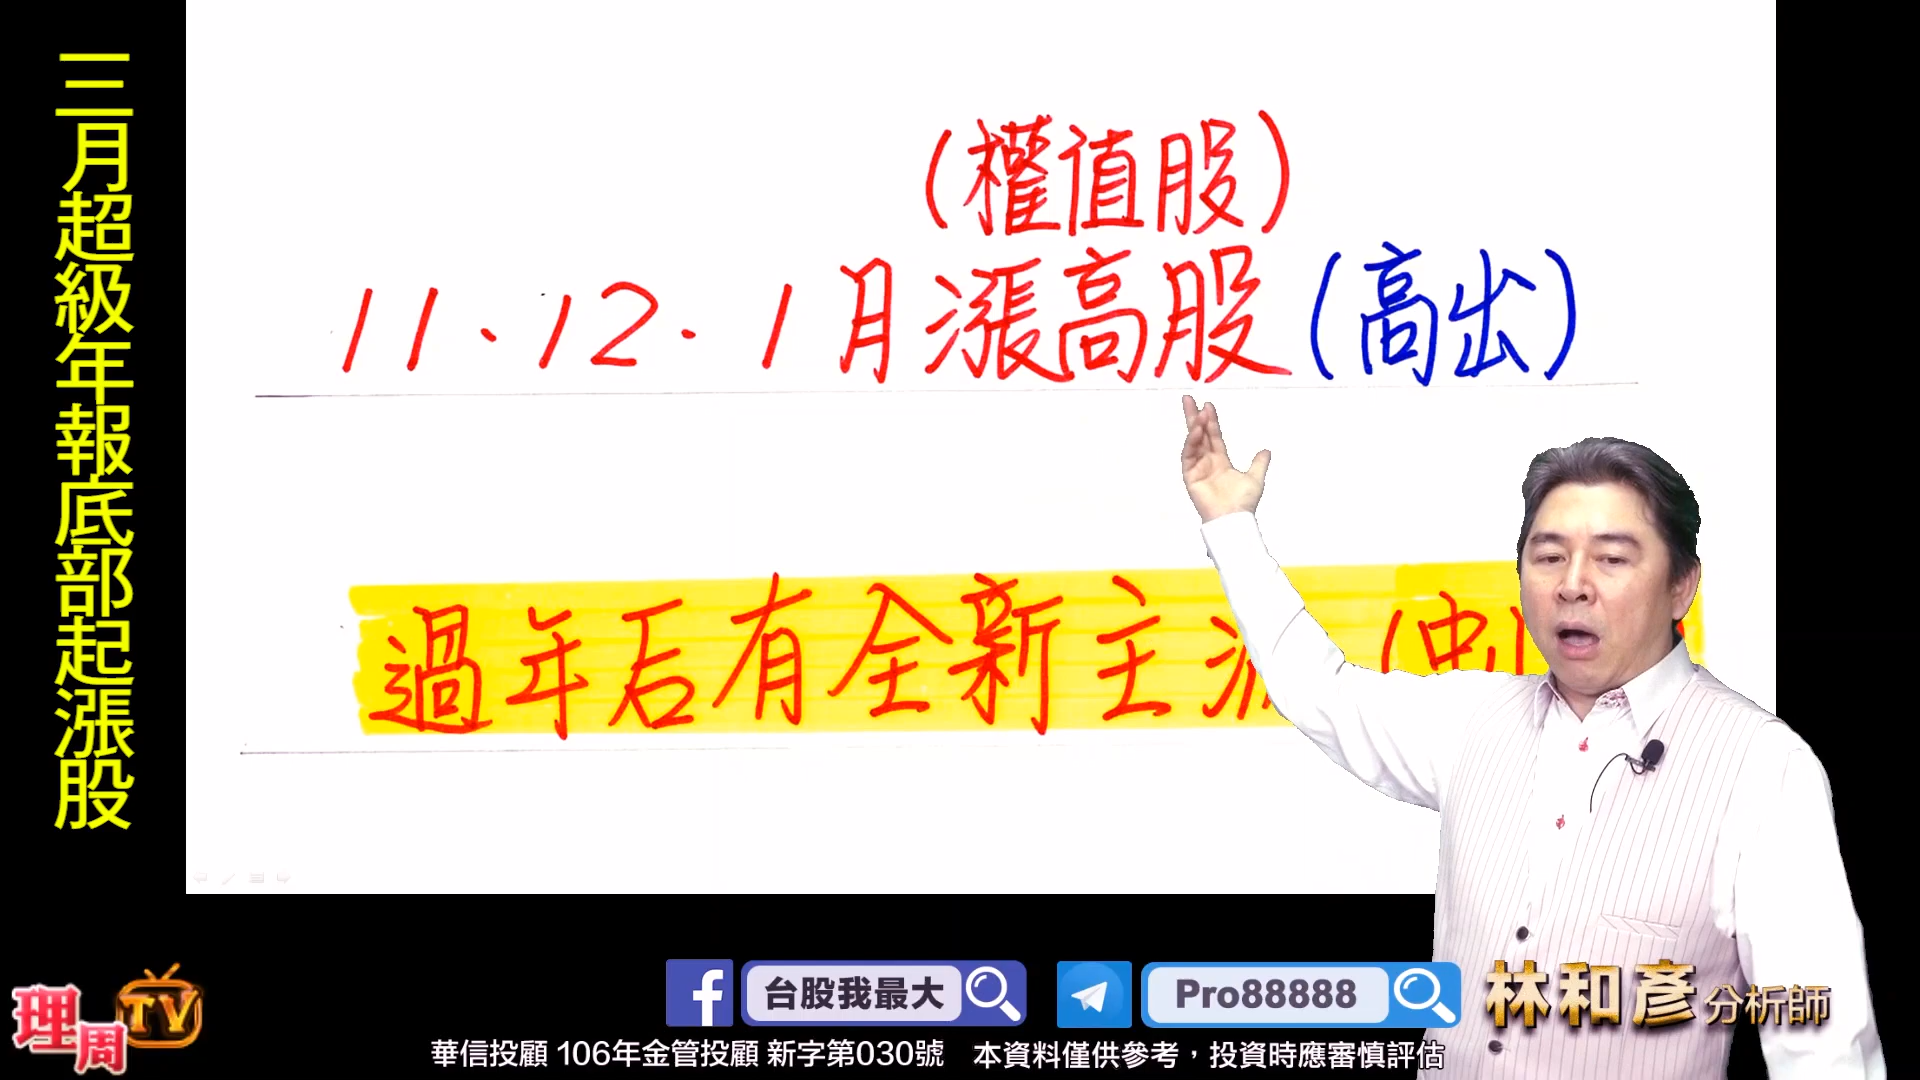 三月超級年報底部起漲股
(權值股)
11、12、1月漲高股(高出)
過年后有全新主流(中小
台股我最大
Pro88888
林和彥 分析師
理周TV
華信投顧 106年金管投顧 新字第030號 本資料僅供參考，投資時應審慎評估